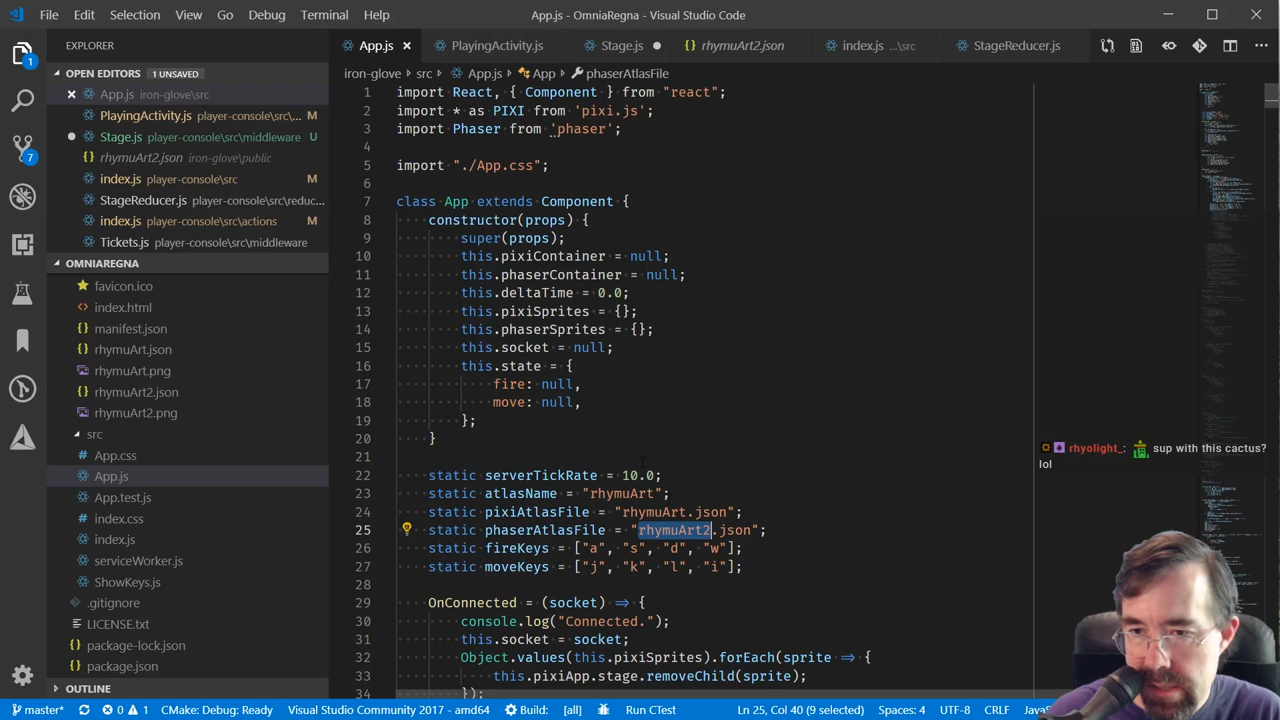 File Edit Selection View Go Debug Terminal Help App.js - OmniaRegna - Visual Studio Code
EXPLORER
App.js PlayingActivity.js Stage.js rhymuArt2.json index.js ...\src StageReducer.js
OPEN EDITORS 1 UNSAVED
iron-glove src App.js App phaserAtlasFile
App.js iron-glove\src
PlayingActivity.js player-console\src\... M
Stage.js player-console\src\middleware U
rhymuArt2.json iron-glove\public
index.js player-console\src M
StageReducer.js player-console\src\reduc...
index.js player-console\src\actions M
Tickets.js player-console\src\middleware
OMNIAREGNA
favicon.ico
index.html
manifest.json
rhymuArt.json
rhymuArt.png
rhymuArt2.json
rhymuArt2.png
src
App.css
App.js
App.test.js
index.css
index.js
serviceWorker.js
ShowKeys.js
.gitignore
LICENSE.txt
package-lock.json
package.json
OUTLINE
1
7
1 import React, { Component } from "react";
2 import * as PIXI from 'pixi.js';
3 import Phaser from 'phaser';
4
5 import "./App.css";
6
7 class App extends Component {
8 constructor(props) {
9 super(props);
10 this.pixiContainer = null;
11 this.phaserContainer = null;
12 this.deltaTime = 0.0;
13 this.pixiSprites = {};
14 this.phaserSprites = {};
15 this.socket = null;
16 this.state = {
17 fire: null,
18 move: null,
19 };
20 }
21
22 static serverTickRate = 10.0;
23 static atlasName = "rhymuArt";
24 static pixiAtlasFile = "rhymuArt.json";
25 static phaserAtlasFile = "rhymuArt2.json";
26 static fireKeys = ["a", "s", "d", "w"];
27 static moveKeys = ["j", "k", "l", "i"];
28
29 OnConnected = (socket) => {
30 console.log("Connected.");
31 this.socket = socket;
32 Object.values(this.pixiSprites).forEach(sprite => {
33 this.pixiApp.stage.removeChild(sprite);
34 });
rhyolight_: sup with this cactus?
lol
master* 0 1 CMake: Debug: Ready Visual Studio Community 2017 - amd64 Build: [all] Run CTest Ln 25, Col 40 (9 selected) Spaces: 4 UTF-8 CRLF